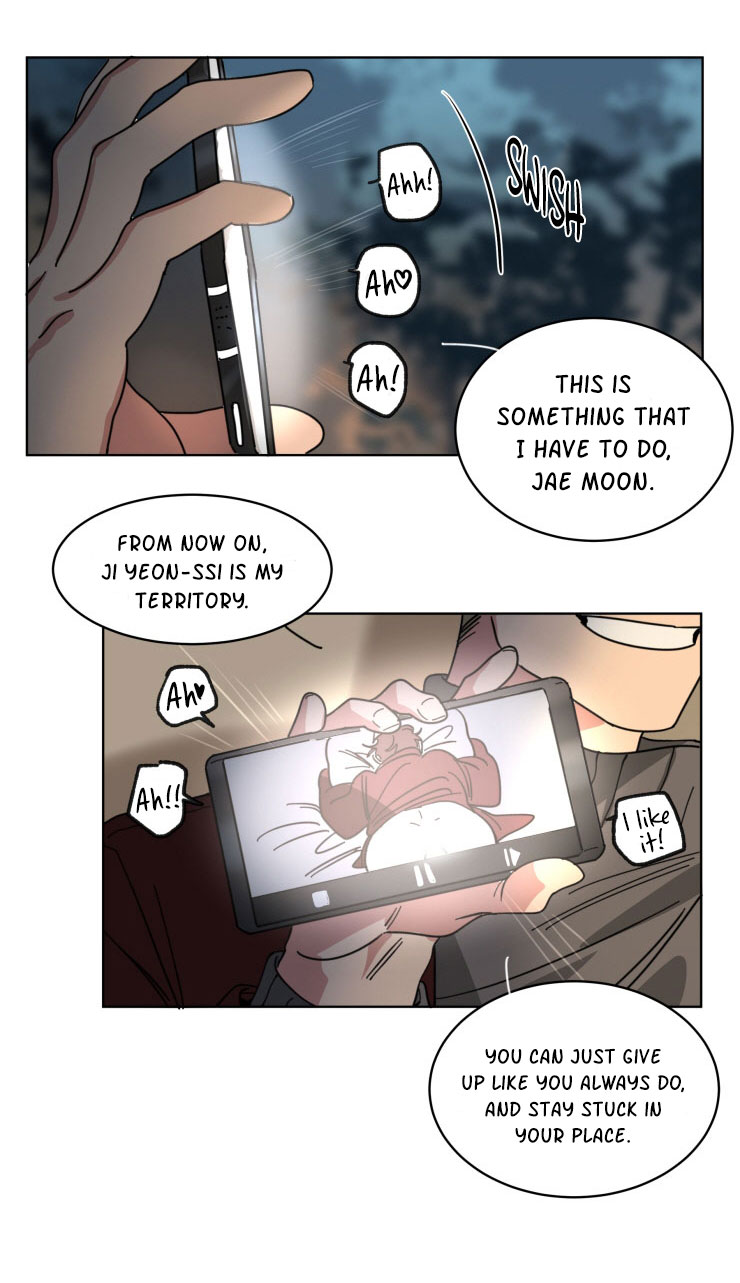 Ahh!
SWISH
Ah♡
Ah!
THIS IS
SOMETHING THAT
I HAVE TO DO,
JAE MOON.
FROM NOW ON,
JI YEON-SSI IS MY
TERRITORY.
Ah♥
Ah!!
I like
it!
YOU CAN JUST GIVE
UP LIKE YOU ALWAYS DO,
AND STAY STUCK IN
YOUR PLACE.